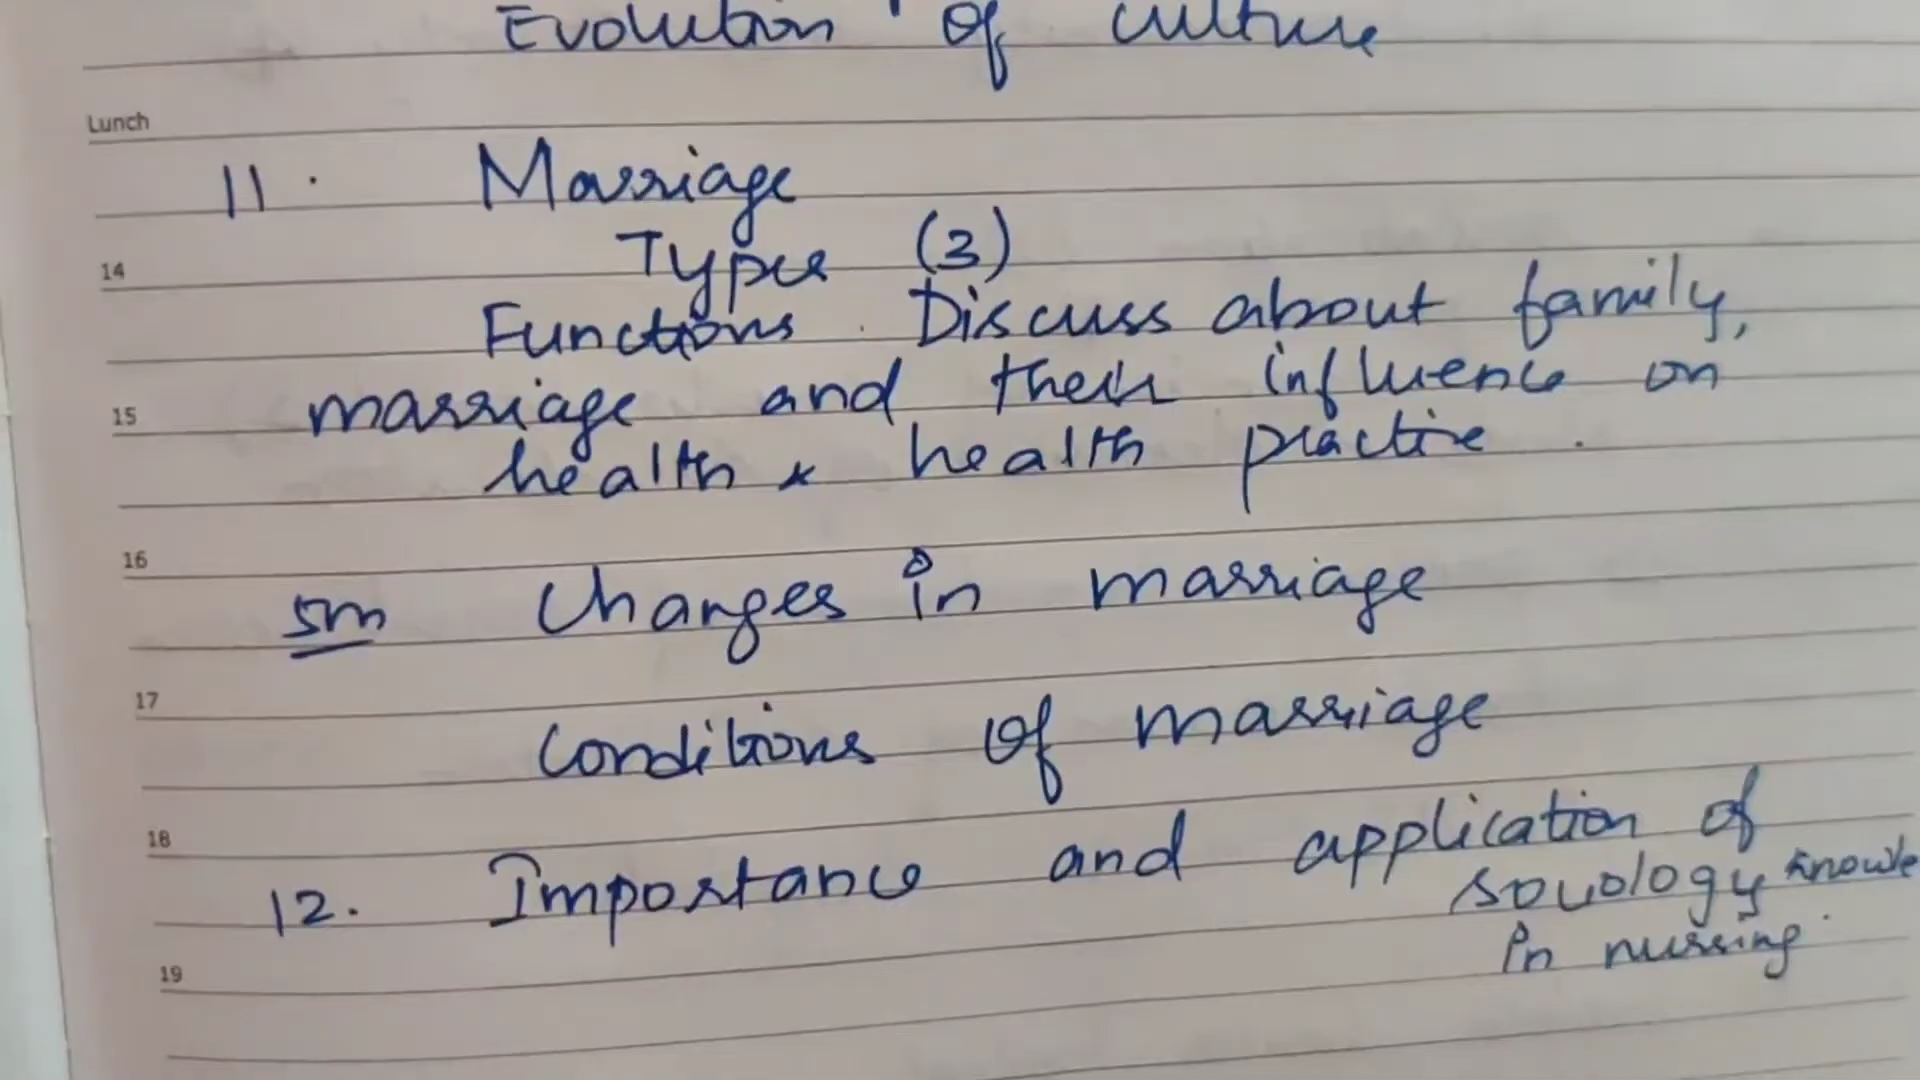 Evolution of culture
Lunch
11. Marriage
14 Types (3)
Functions. Discuss about family,
15 marriage and their influence on
health & health practice.
16
5m Changes in marriage
17
Conditions of marriage
18
12. Importance and application of
sociology knowle
in nursing.
19